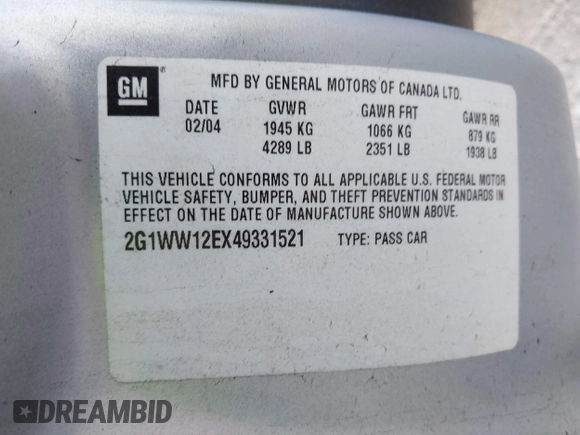 GM
MFD BY GENERAL MOTORS OF CANADA LTD.
DATE GVWR GAWR FRT GAWR RR
02/04 1945 KG 1066 KG 879 KG
4289 LB 2351 LB 1938 LB
THIS VEHICLE CONFORMS TO ALL APPLICABLE U.S. FEDERAL MOTOR
VEHICLE SAFETY, BUMPER, AND THEFT PREVENTION STANDARDS IN
EFFECT ON THE DATE OF MANUFACTURE SHOWN ABOVE.
2G1WW12EX49331521 TYPE: PASS CAR
DREAMBID